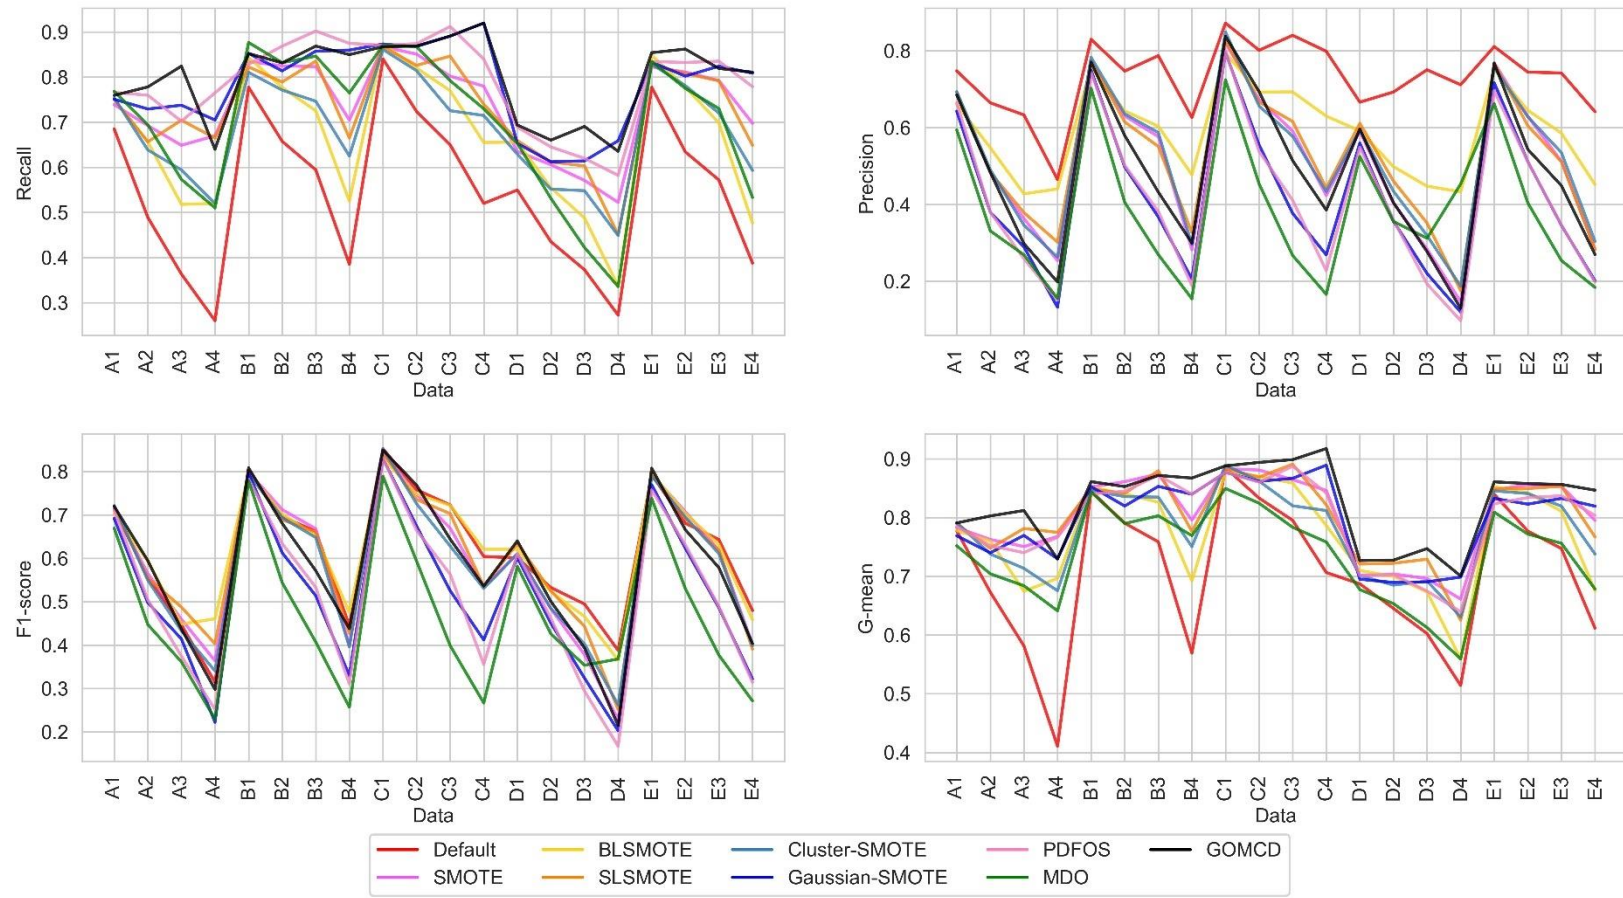 0.9
0.8
0.7
0.6
0.5
0.4
0.3
Recall
A1 A2 A3 A4 B1 B2 B3 B4 C1 C2 C3 C4 D1 D2 D3 D4 E1 E2 E3 E4
Data
0.8
0.6
0.4
0.2
Precision
A1 A2 A3 A4 B1 B2 B3 B4 C1 C2 C3 C4 D1 D2 D3 D4 E1 E2 E3 E4
Data
0.8
0.7
0.6
0.5
0.4
0.3
0.2
F1-score
A1 A2 A3 A4 B1 B2 B3 B4 C1 C2 C3 C4 D1 D2 D3 D4 E1 E2 E3 E4
Data
0.9
0.8
0.7
0.6
0.5
0.4
G-mean
A1 A2 A3 A4 B1 B2 B3 B4 C1 C2 C3 C4 D1 D2 D3 D4 E1 E2 E3 E4
Data
Default BLSMOTE Cluster-SMOTE PDFOS GOMCD
SMOTE SLSMOTE Gaussian-SMOTE MDO